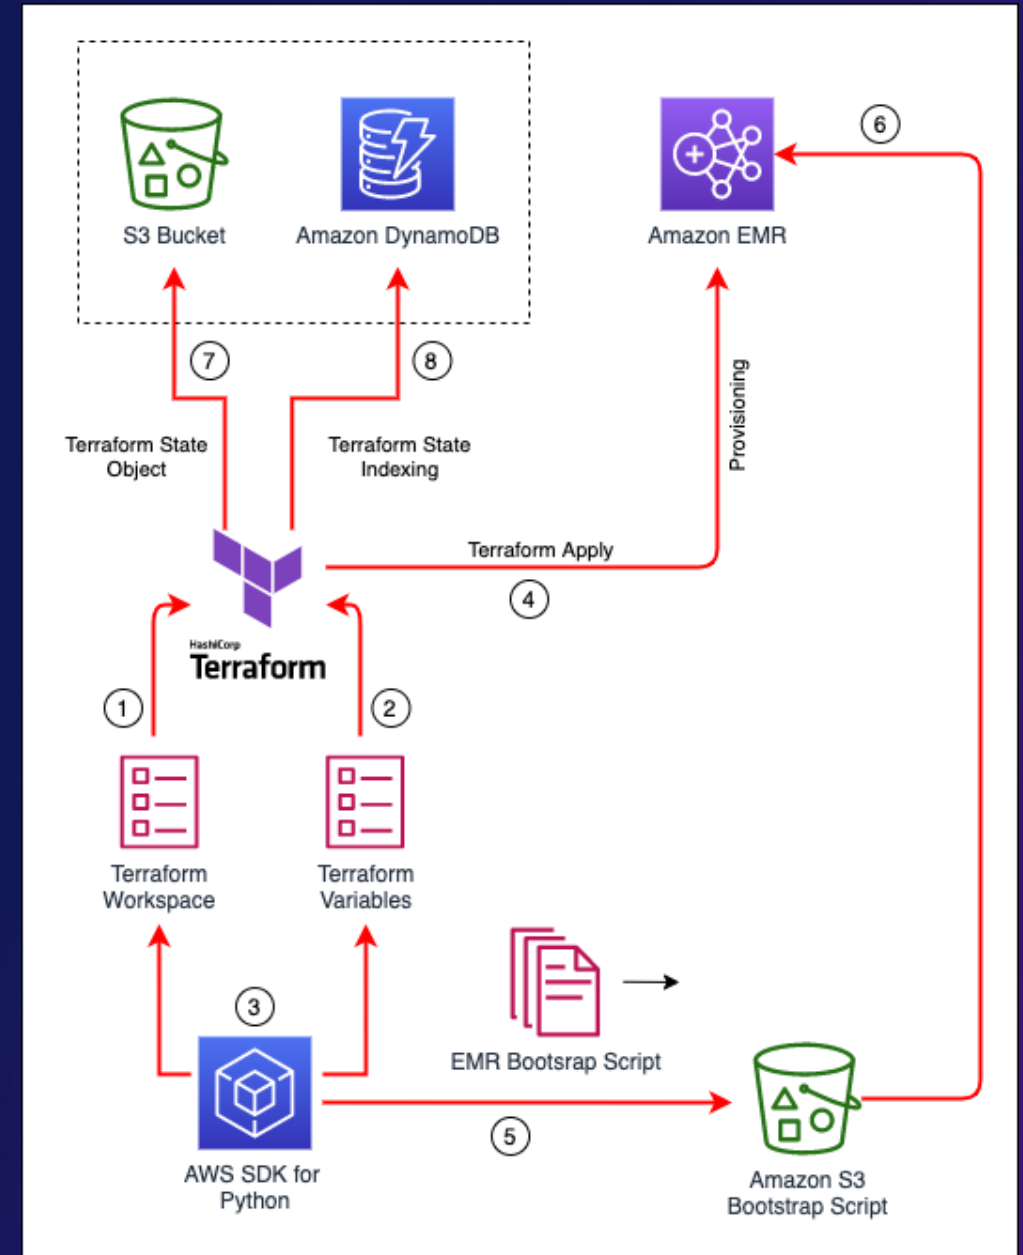 S3 Bucket
Amazon DynamoDB
Amazon EMR
6
7
8
Terraform State
Object
Terraform State
Indexing
Provisioning
Terraform Apply
4
HashiCorp
Terraform
1
2
Terraform
Workspace
Terraform
Variables
3
EMR Bootsrap Script
5
AWS SDK for
Python
Amazon S3
Bootstrap Script